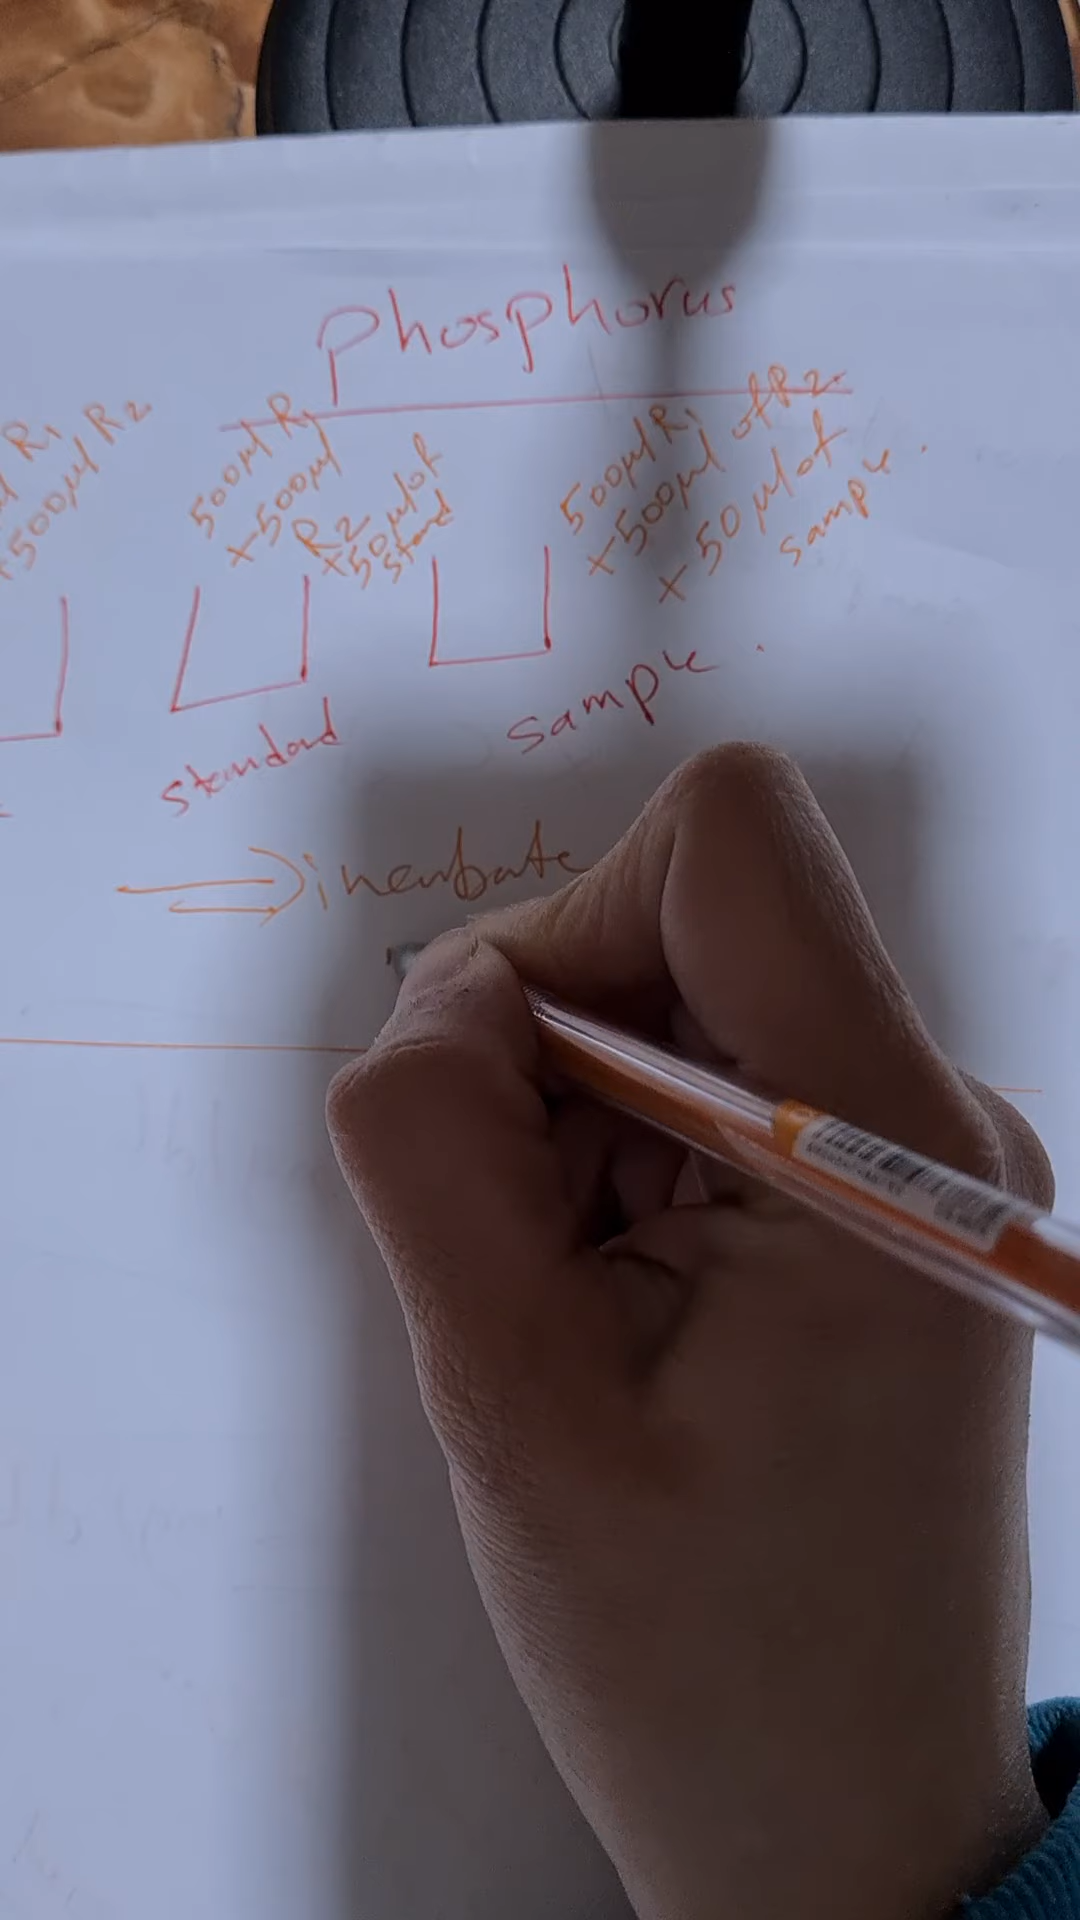 phosphorus
R1
+500µl R2
500µl R1
+500µl
R2
+50µl of
stand
500µl R1
+500µl of R2
+50µl of
sample.
standard
sample.
incubate